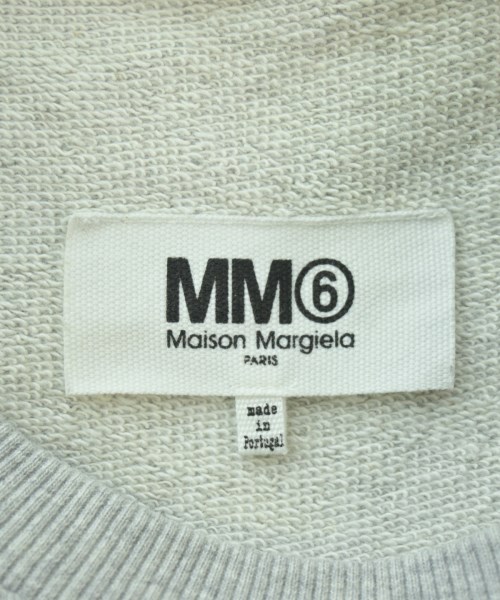 MM⑥
Maison Margiela
PARIS
made
in
Portugal